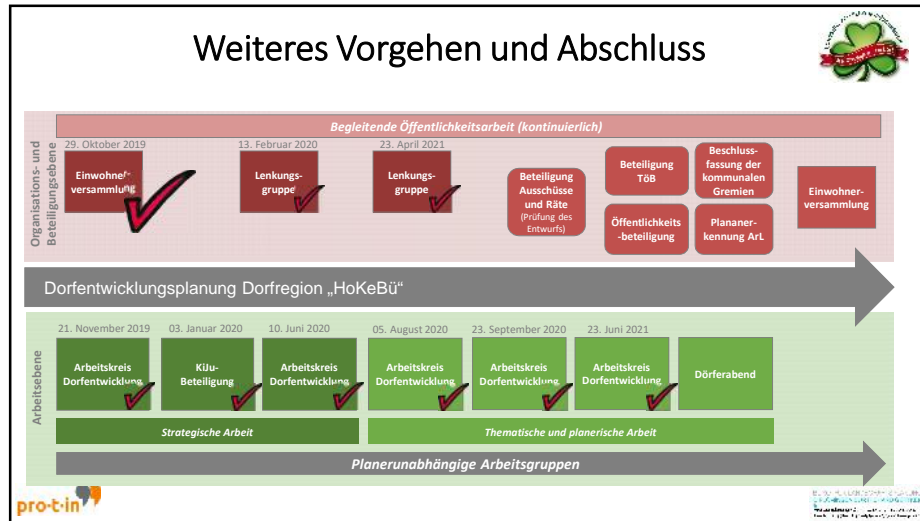 Weiteres Vorgehen und Abschluss
Organisations- und
Beteiligungsebene
Begleitende Öffentlichkeitsarbeit (kontinuierlich)
29. Oktober 2019
Einwohner-
versammlung
13. Februar 2020
Lenkungs-
gruppe
23. April 2021
Lenkungs-
gruppe
Beteiligung
Ausschüsse
und Räte
(Prüfung des
Entwurfs)
Beteiligung
TöB
Öffentlichkeits
-beteiligung
Beschluss-
fassung der
kommunalen
Gremien
Plananer-
kennung ArL
Einwohner-
versammlung
Dorfentwicklungsplanung Dorfregion „HoKeBü“
Arbeitsebene
21. November 2019
Arbeitskreis
Dorfentwicklung
03. Januar 2020
KiJu-
Beteiligung
10. Juni 2020
Arbeitskreis
Dorfentwicklung
05. August 2020
Arbeitskreis
Dorfentwicklung
23. September 2020
Arbeitskreis
Dorfentwicklung
23. Juni 2021
Arbeitskreis
Dorfentwicklung
Dörferabend
Strategische Arbeit
Thematische und planerische Arbeit
Planerunabhängige Arbeitsgruppen
pro-t-in